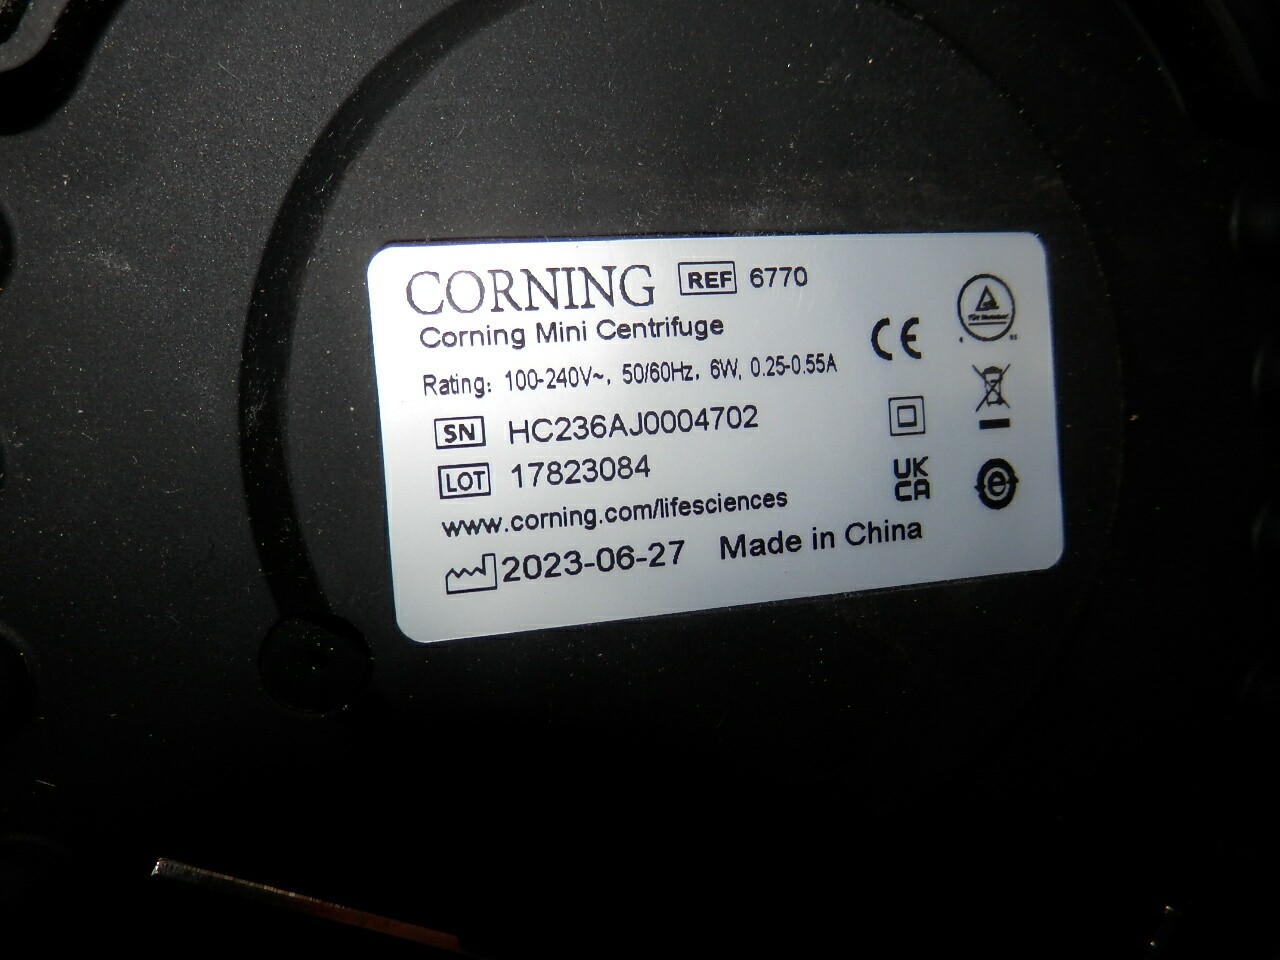 CORNING REF 6770
Corning Mini Centrifuge
Rating: 100-240V~, 50/60Hz, 6W, 0.25-0.55A
SN HC236AJ0004702
LOT 17823084
www.corning.com/lifesciences
2023-06-27 Made in China
CE
UK
CA
e